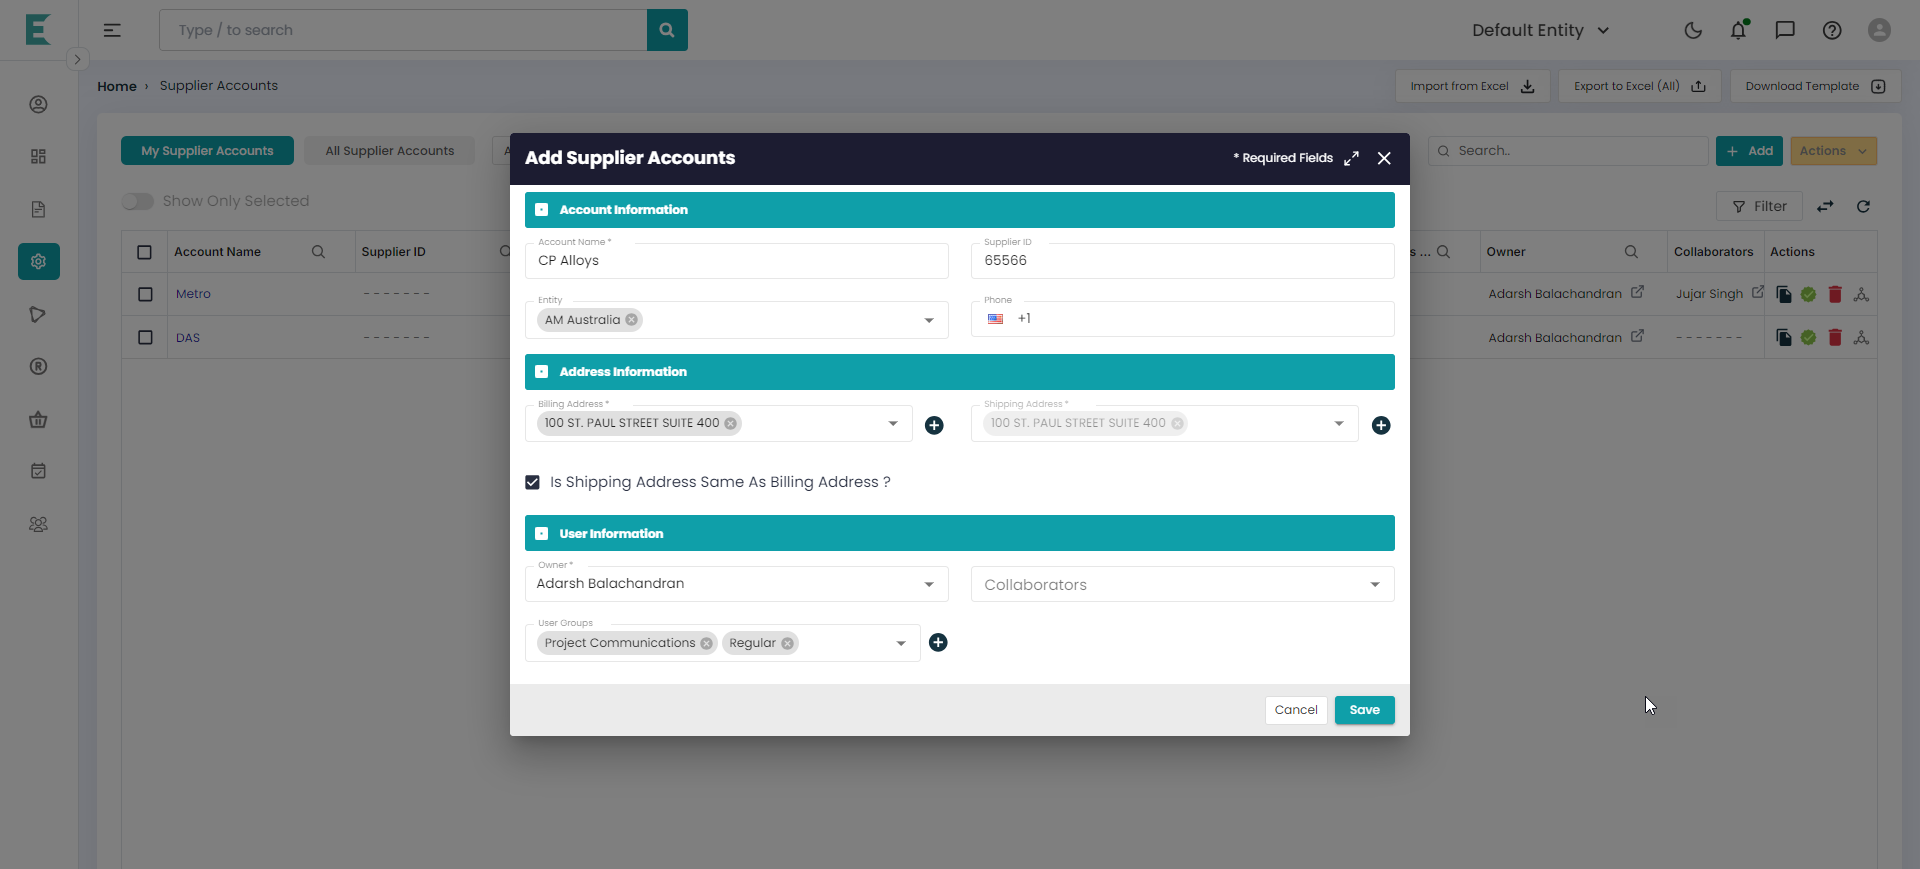 Type / to search
Default Entity
Home › Supplier Accounts
Import from Excel
Export to Excel (All)
Download Template
My Supplier Accounts
All Supplier Accounts
A
Search..
+ Add
Actions
Show Only Selected
Filter
Account Name
Supplier ID
s ...
Owner
Collaborators
Actions
Metro
- - - - - - -
Adarsh Balachandran
Jujar Singh
DAS
- - - - - - -
Adarsh Balachandran
- - - - - - -
Add Supplier Accounts
* Required Fields
Account Information
Account Name *
CP Alloys
Supplier ID
65566
Entity
AM Australia
Phone
+1
Address Information
Billing Address *
100 ST. PAUL STREET SUITE 400
Shipping Address *
100 ST. PAUL STREET SUITE 400
Is Shipping Address Same As Billing Address ?
User Information
Owner *
Adarsh Balachandran
Collaborators
User Groups
Project Communications
Regular
Cancel
Save